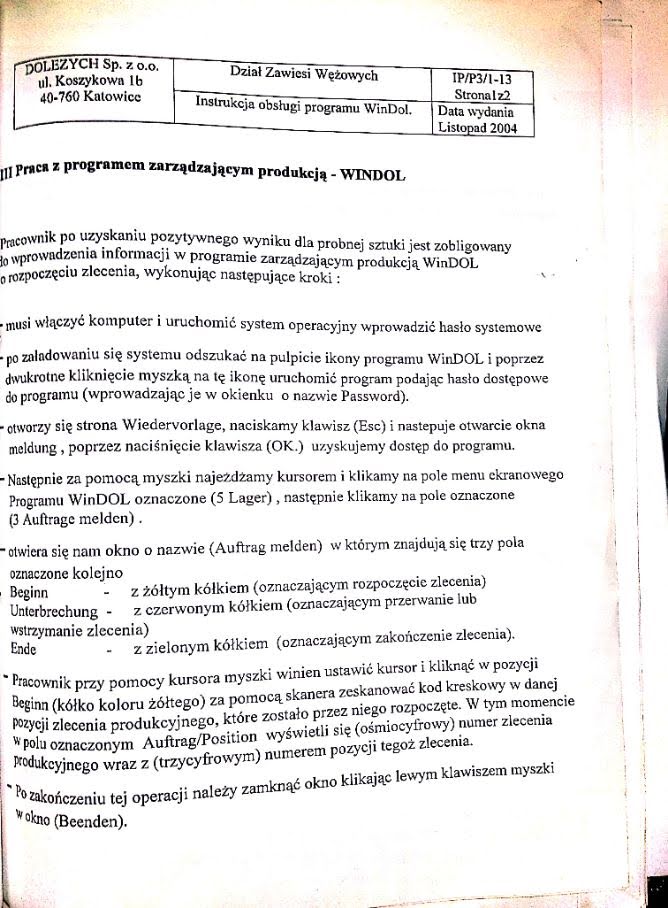 DOLEZYCH Sp. z o.o.
ul. Koszykowa 1b
40-760 Katowice
Dział Zawiesi Wężowych
Instrukcja obsługi programu WinDol.
IP/P3/1-13
Strona1z2
Data wydania
Listopad 2004
III Praca z programem zarządzającym produkcją - WINDOL
Pracownik po uzyskaniu pozytywnego wyniku dla probnej sztuki jest zobligowany
do wprowadzenia informacji w programie zarządzającym produkcją WinDOL
o rozpoczęciu zlecenia, wykonując następujące kroki :
- musi włączyć komputer i uruchomić system operacyjny wprowadzić hasło systemowe
- po załadowaniu się systemu odszukać na pulpicie ikony programu WinDOL i poprzez
dwukrotne kliknięcie myszką na tę ikonę uruchomić program podając hasło dostępowe
do programu (wprowadzając je w okienku o nazwie Password).
- otworzy się strona Wiedervorlage, naciskamy klawisz (Esc) i nastepuje otwarcie okna
meldung , poprzez naciśnięcie klawisza (OK.) uzyskujemy dostęp do programu.
- Następnie za pomocą myszki najeżdżamy kursorem i klikamy na pole menu ekranowego
Programu WinDOL oznaczone (5 Lager) , następnie klikamy na pole oznaczone
(3 Auftrage melden) .
- otwiera się nam okno o nazwie (Auftrag melden) w którym znajdują się trzy pola
oznaczone kolejno
Beginn - z żółtym kółkiem (oznaczającym rozpoczęcie zlecenia)
Unterbrechung - z czerwonym kółkiem (oznaczającym przerwanie lub
wstrzymanie zlecenia)
Ende - z zielonym kółkiem (oznaczającym zakończenie zlecenia).
- Pracownik przy pomocy kursora myszki winien ustawić kursor i kliknąć w pozycji
Beginn (kółko koloru żółtego) za pomocą skanera zeskanować kod kreskowy w danej
pozycji zlecenia produkcyjnego, które zostało przez niego rozpoczęte. W tym momencie
w polu oznaczonym Auftrag/Position wyświetli się (ośmiocyfrowy) numer zlecenia
produkcyjnego wraz z (trzycyfrowym) numerem pozycji tegoż zlecenia.
- Po zakończeniu tej operacji należy zamknąć okno klikając lewym klawiszem myszki
w okno (Beenden).